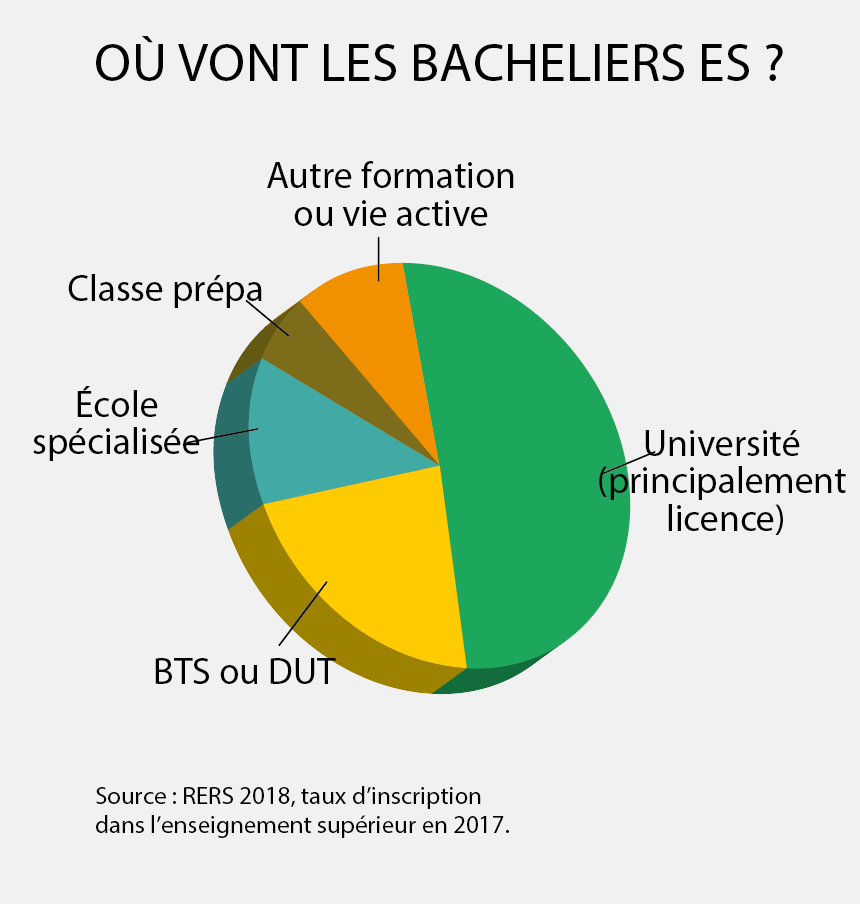 OÙ VONT LES BACHELIERS ES ?
Autre formation
ou vie active
Classe prépa
École
spécialisée
Université
(principalement
licence)
BTS ou DUT
Source : RERS 2018, taux d’inscription
dans l’enseignement supérieur en 2017.